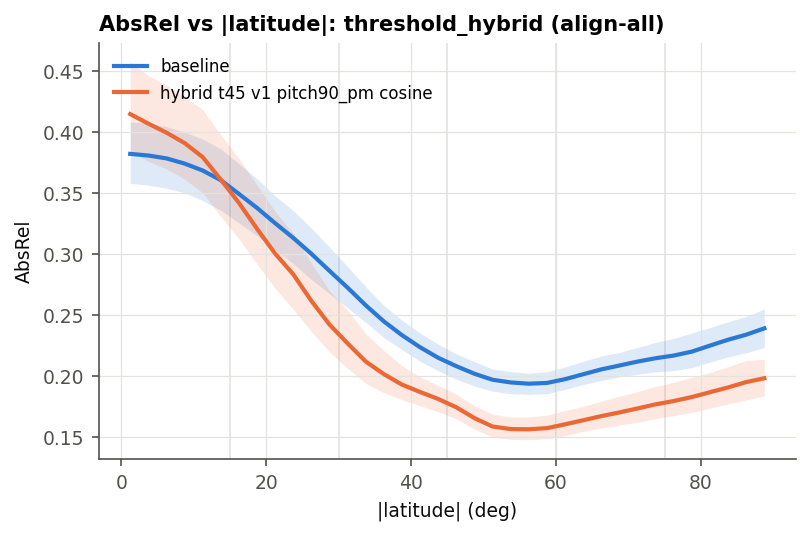 AbsRel vs |latitude|: threshold_hybrid (align-all)
baseline
hybrid t45 v1 pitch90_pm cosine
AbsRel
0.45
0.40
0.35
0.30
0.25
0.20
0.15
0 20 40 60 80
|latitude| (deg)